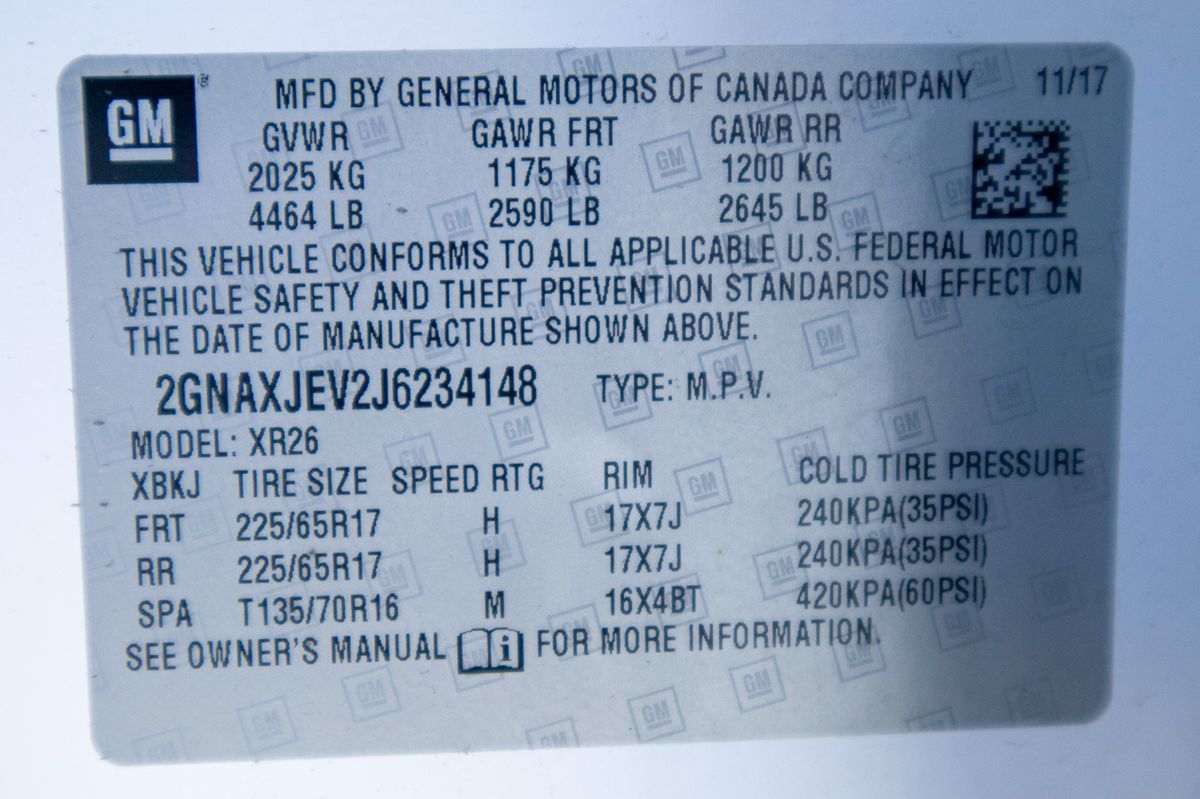 GM® MFD BY GENERAL MOTORS OF CANADA COMPANY 11/17
GVWR GAWR FRT GAWR RR
2025 KG 1175 KG 1200 KG
4464 LB 2590 LB 2645 LB
THIS VEHICLE CONFORMS TO ALL APPLICABLE U.S. FEDERAL MOTOR
VEHICLE SAFETY AND THEFT PREVENTION STANDARDS IN EFFECT ON
THE DATE OF MANUFACTURE SHOWN ABOVE.
2GNAXJEV2J6234148 TYPE: M.P.V.
MODEL: XR26
XBKJ TIRE SIZE SPEED RTG RIM COLD TIRE PRESSURE
FRT 225/65R17 H 17X7J 240KPA(35PSI)
RR 225/65R17 H 17X7J 240KPA(35PSI)
SPA T135/70R16 M 16X4BT 420KPA(60PSI)
SEE OWNER'S MANUAL i FOR MORE INFORMATION.